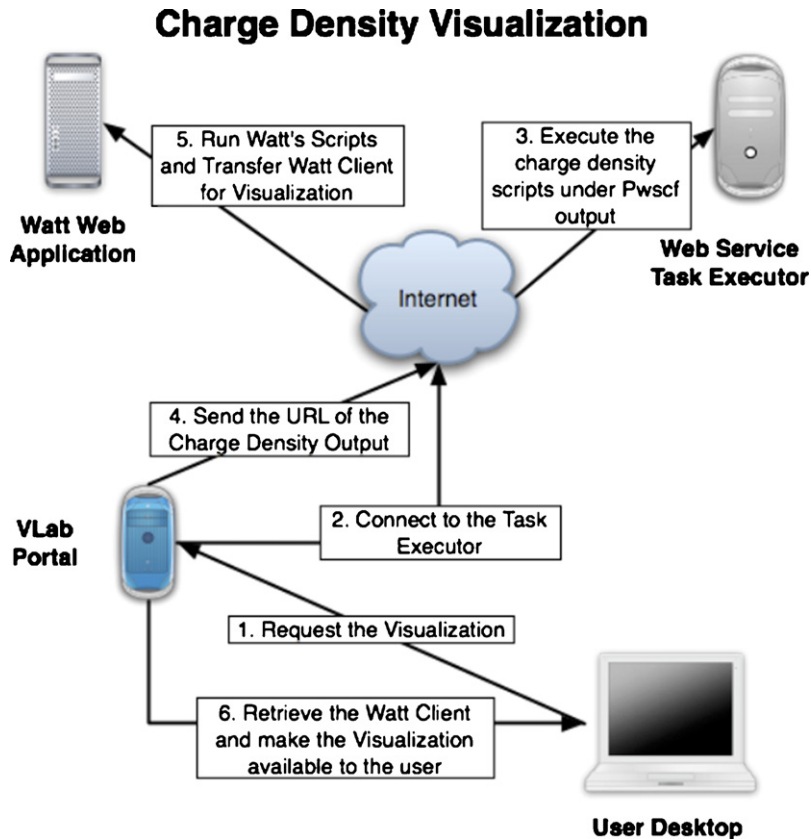 Charge Density Visualization
5. Run Watt's Scripts
and Transfer Watt Client
for Visualization
3. Execute the
charge density
scripts under Pwscf
output
Watt Web
Application
Web Service
Task Executor
Internet
4. Send the URL of the
Charge Density Output
VLab
Portal
2. Connect to the Task
Executor
1. Request the Visualization
6. Retrieve the Watt Client
and make the Visualization
available to the user
User Desktop